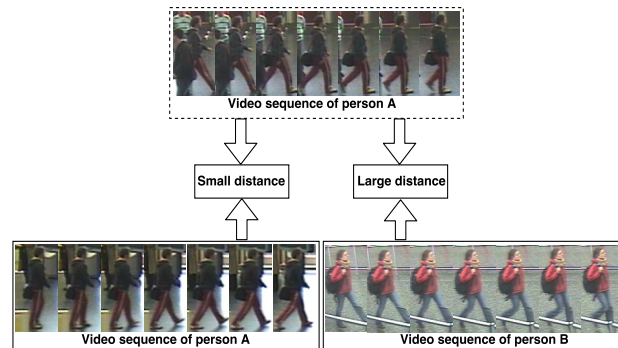 Video sequence of person A
Small distance
Large distance
Video sequence of person A
Video sequence of person B